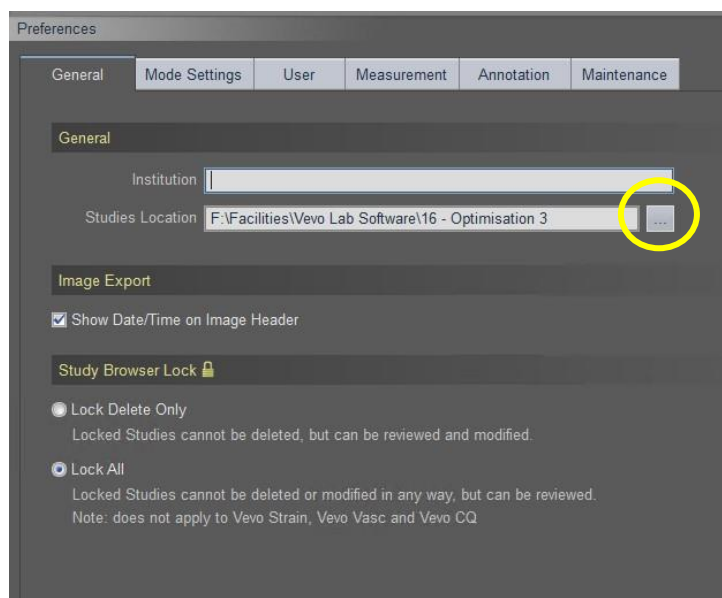 Preferences
General Mode Settings User Measurement Annotation Maintenance
General
Institution
Studies Location F:\Facilities\Vevo Lab Software\16 - Optimisation 3 ...
Image Export
Show Date/Time on Image Header
Study Browser Lock
Lock Delete Only
Locked Studies cannot be deleted, but can be reviewed and modified.
Lock All
Locked Studies cannot be deleted or modified in any way, but can be reviewed.
Note: does not apply to Vevo Strain, Vevo Vasc and Vevo CQ